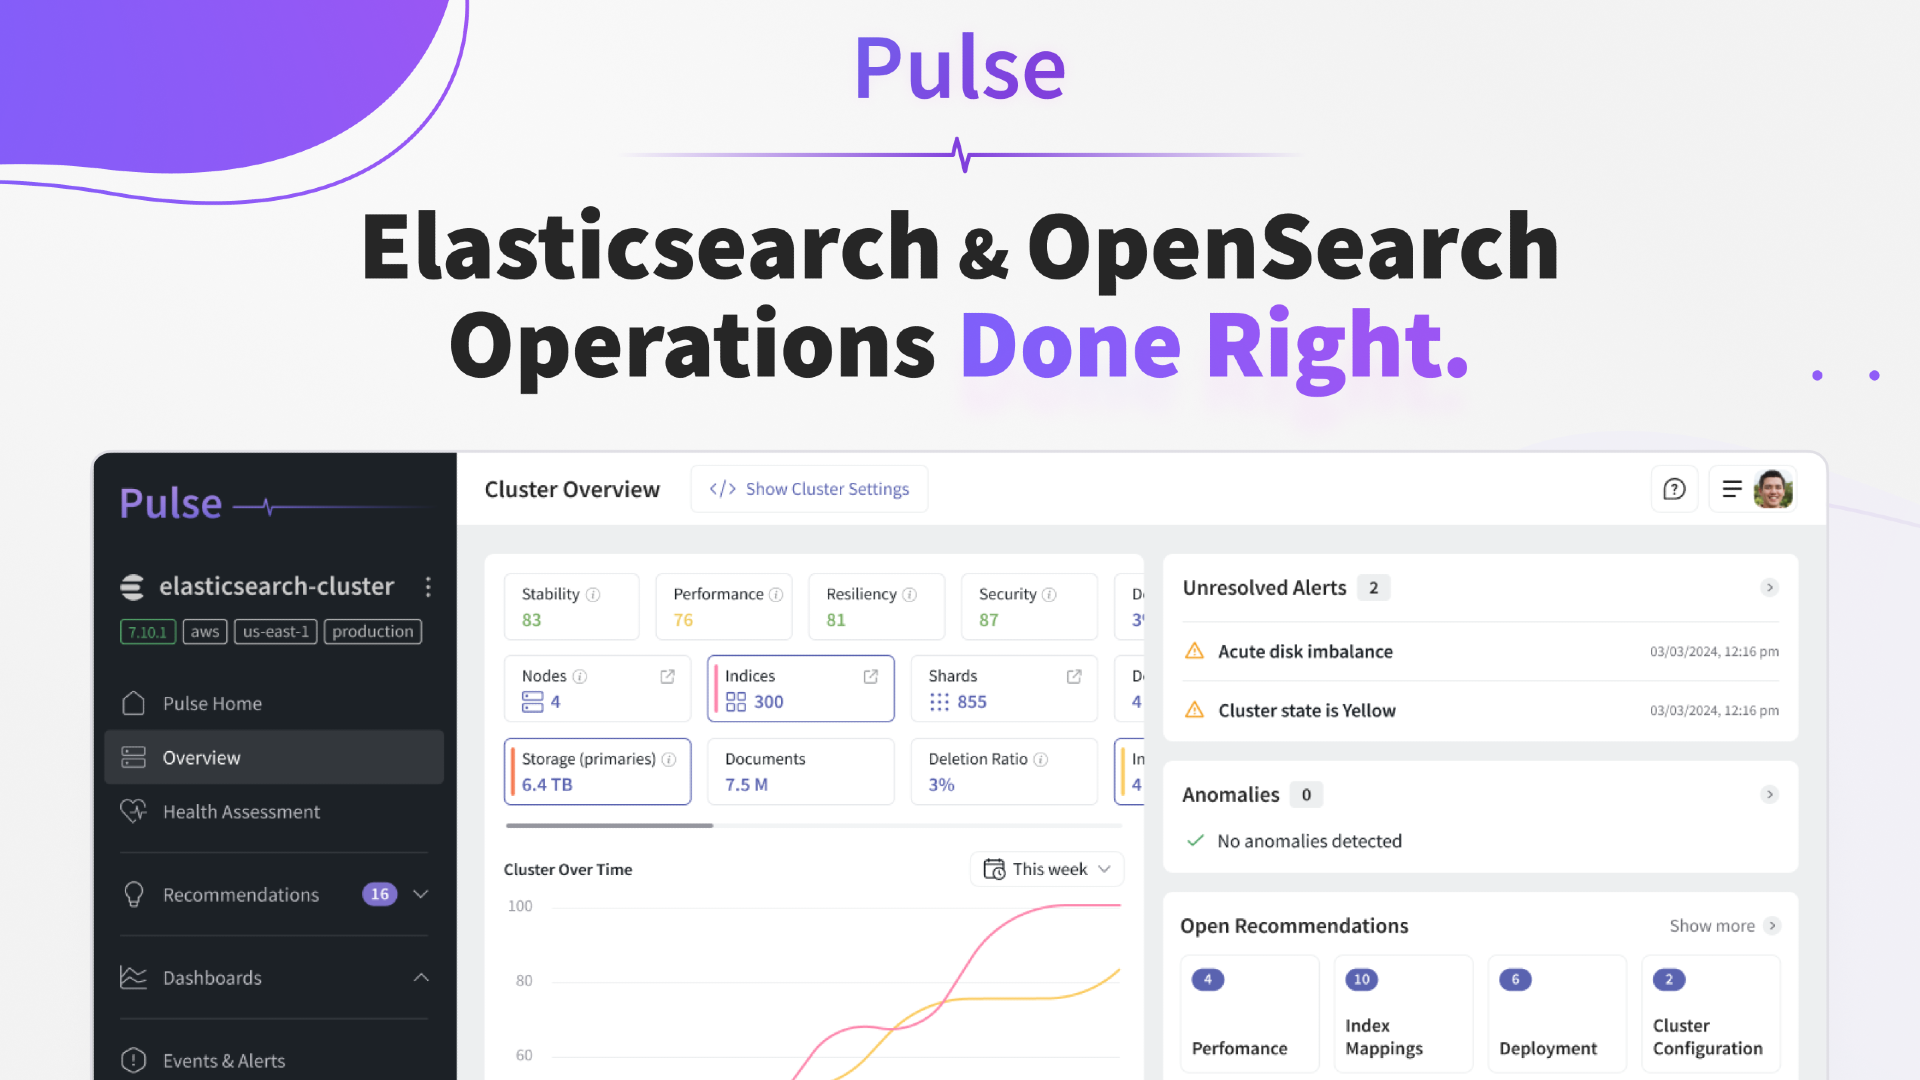 Pulse
Elasticsearch & OpenSearch
Operations Done Right.
Pulse
elasticsearch-cluster
7.10.1 aws us-east-1 production
Pulse Home
Overview
Health Assessment
Recommendations 16
Dashboards
Events & Alerts
Cluster Overview
</> Show Cluster Settings
Stability
83
Performance
76
Resiliency
81
Security
87
Nodes
4
Indices
300
Shards
855
4
Storage (primaries)
6.4 TB
Documents
7.5 M
Deletion Ratio
3%
In
4
Cluster Over Time
This week
100
80
60
Unresolved Alerts 2
Acute disk imbalance 03/03/2024, 12:16 pm
Cluster state is Yellow 03/03/2024, 12:16 pm
Anomalies 0
No anomalies detected
Open Recommendations Show more
4
Perfomance
10
Index
Mappings
6
Deployment
2
Cluster
Configuration